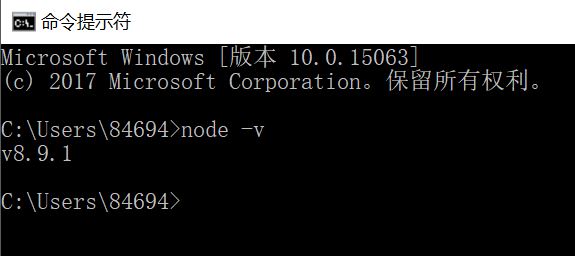 命令提示符
Microsoft Windows [版本 10.0.15063]
(c) 2017 Microsoft Corporation。保留所有权利。
C:\Users\84694>node -v
v8.9.1
C:\Users\84694>